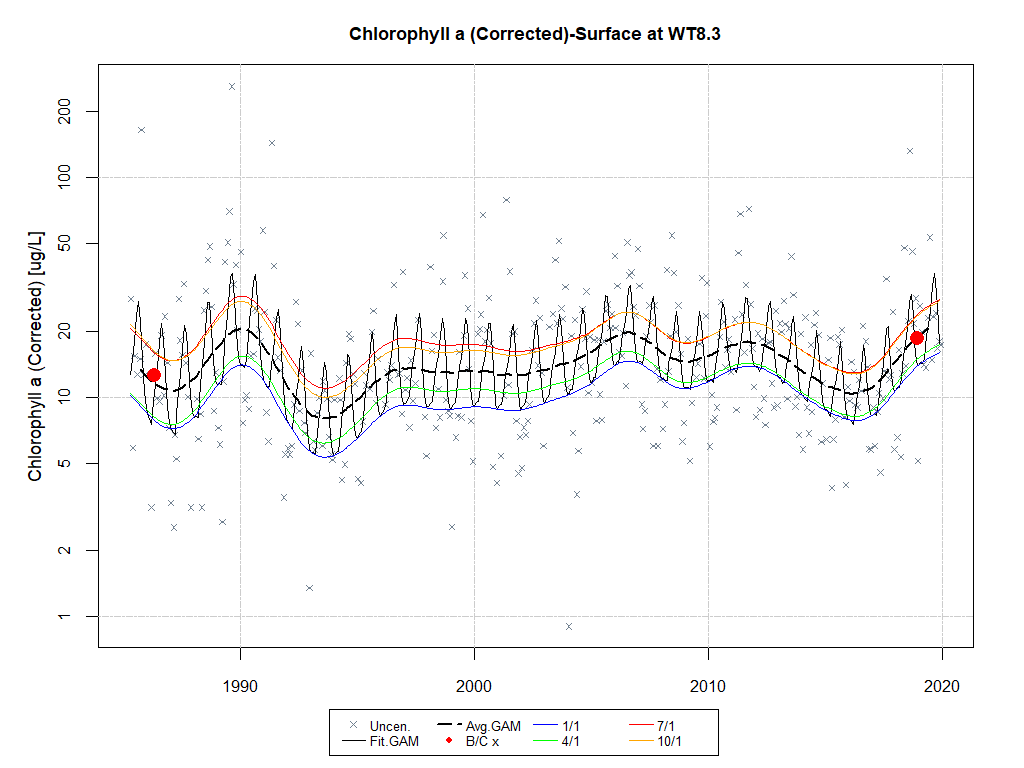 Chlorophyll a (Corrected)-Surface at WT8.3
Chlorophyll a (Corrected) [ug/L]
200
100
50
20
10
5
2
1
1990 2000 2010 2020
Uncen. Avg.GAM 1/1 7/1
Fit.GAM B/C x 4/1 10/1